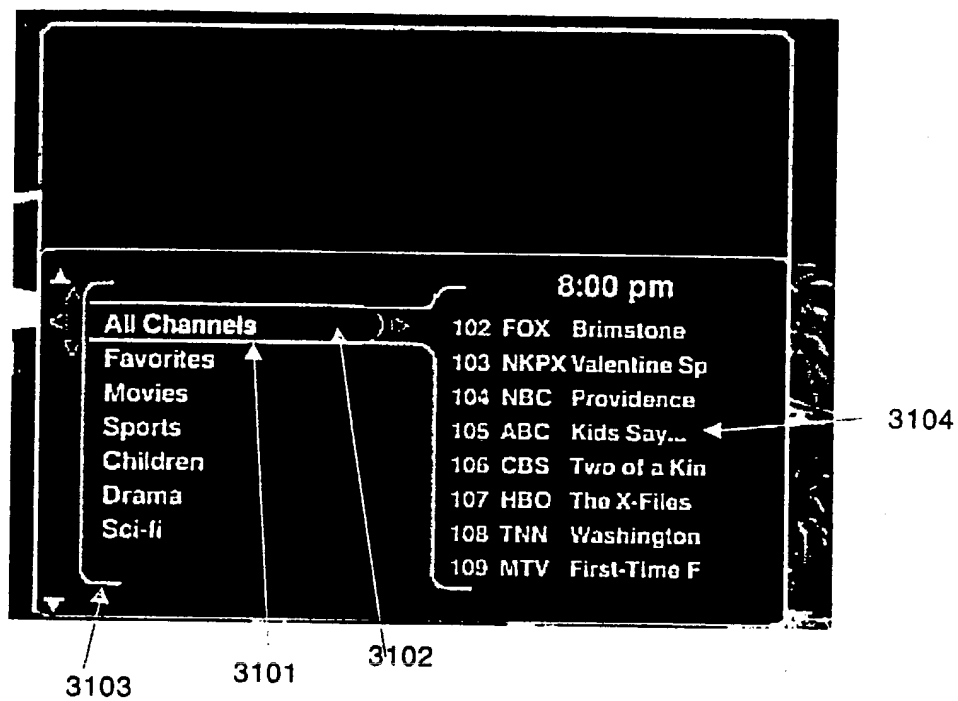 8:00 pm
All Channels
Favorites
Movies
Sports
Children
Drama
Sci-fi
102 FOX Brimstone
103 NKPX Valentine Sp
104 NBC Providence
105 ABC Kids Say...
106 CBS Two of a Kin
107 HBO The X-Files
108 TNN Washington
109 MTV First-Time F
3104
3103
3101
3102